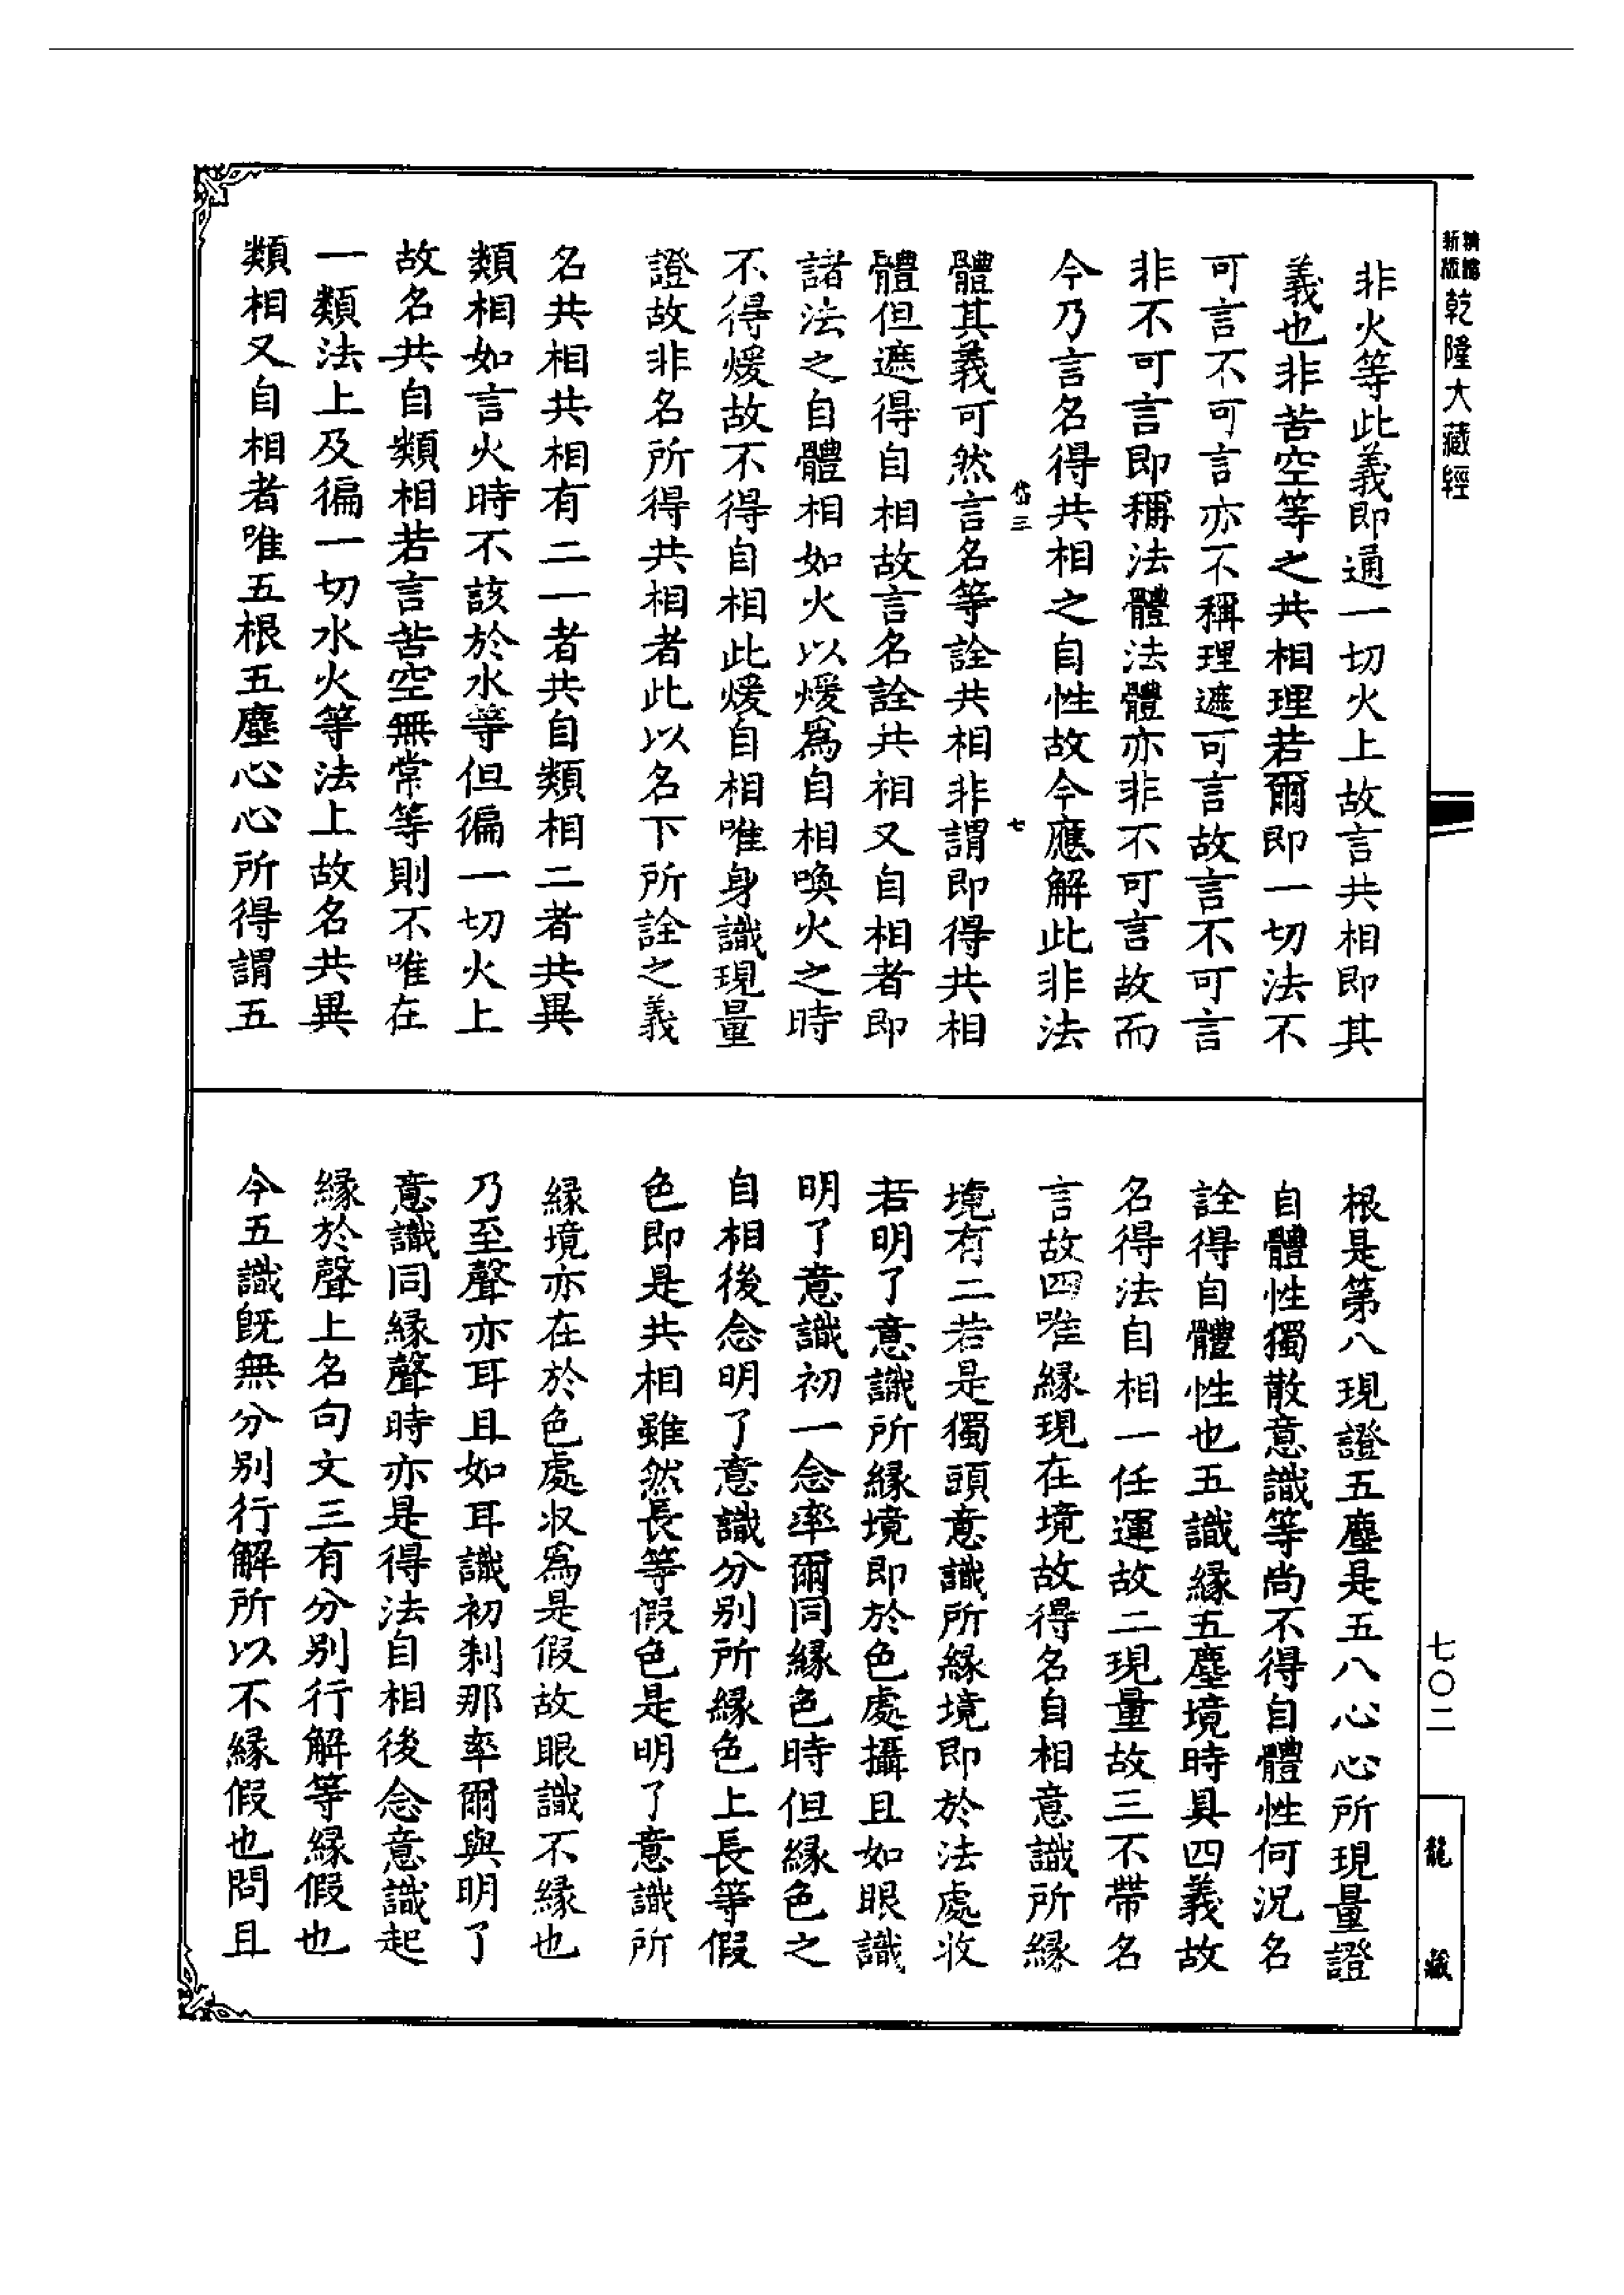 新版
精縮
乾隆大藏經
非火等此義即通一切火上故言共相即其
義也非苦空等之共相理若爾即一切法不
可言不可言亦不稱理遮可言故言不可言
非不可言即稱法體法體亦非不可言故而
今乃言名得共相之自性故今應解此非法
岱三
七
體其義可然言名等詮共相非謂即得共相
體但遮得自相故言名詮共相又自相者即
諸法之自體相如火以煖為自相喚火之時
不得煖故不得自相此煖自相唯身識現量
證故非名所得共相者此以名下所詮之義
名共相共相有二一者共自類相二者共異
類相如言火時不該於水等但徧一切火上
故名共自類相若言苦空無常等則不唯在
一類法上及徧一切水火等法上故名共異
類相又自相者唯五根五塵心心所得謂五
根是第八現證五塵是五八心心所現量證
自體性獨散意識等尚不得自體性何況名
詮得自體性也五識緣五塵境時具四義故
名得法自相一任運故二現量故三不帶名
言故四唯緣現在境故得名自相意識所緣
境有二若是獨頭意識所緣境即於法處收
若明了意識所緣境即於色處攝且如眼識
明了意識初一念率爾同緣色時但緣色之
自相後念明了意識分別所緣色上長等假
色即是共相雖然長等假色是明了意識所
緣境亦在於色處收為是假故眼識不緣也
乃至聲亦耳且如耳識初刹那率爾與明了
意識同緣聲時亦是得法自相後念意識起
緣於聲上名句文三有分別行解等緣假也
今五識旣無分別行解所以不緣假也問且
七〇二
龍藏